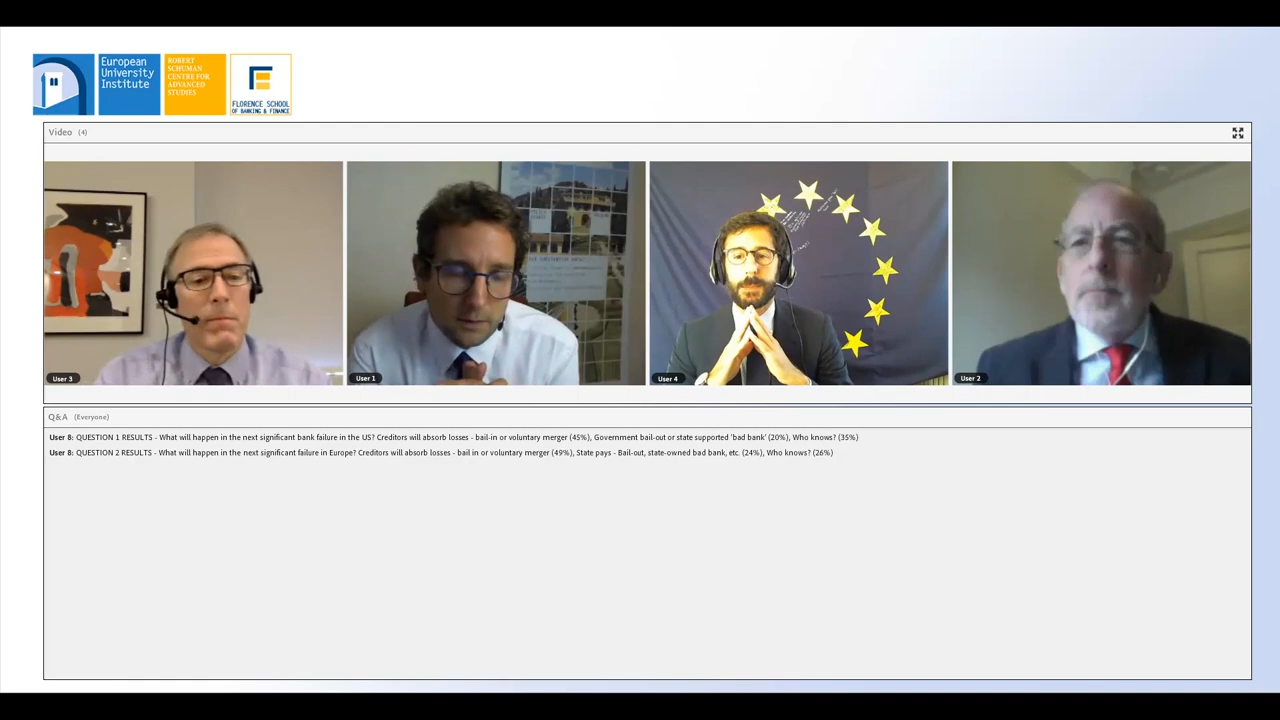 European
University
Institute
ROBERT
SCHUMAN
CENTRE FOR
ADVANCED
STUDIES
FLORENCE SCHOOL
OF BANKING & FINANCE
Video (4)
User 3
User 1
User 4
User 2
Q&A (Everyone)
User 8: QUESTION 1 RESULTS - What will happen in the next significant bank failure in the US? Creditors will absorb losses - bail-in or voluntary merger (45%), Government bail-out or state supported 'bad bank' (20%), Who knows? (35%)
User 8: QUESTION 2 RESULTS - What will happen in the next significant failure in Europe? Creditors will absorb losses - bail in or voluntary merger (49%), State pays - Bail-out, state-owned bad bank, etc. (24%), Who knows? (26%)